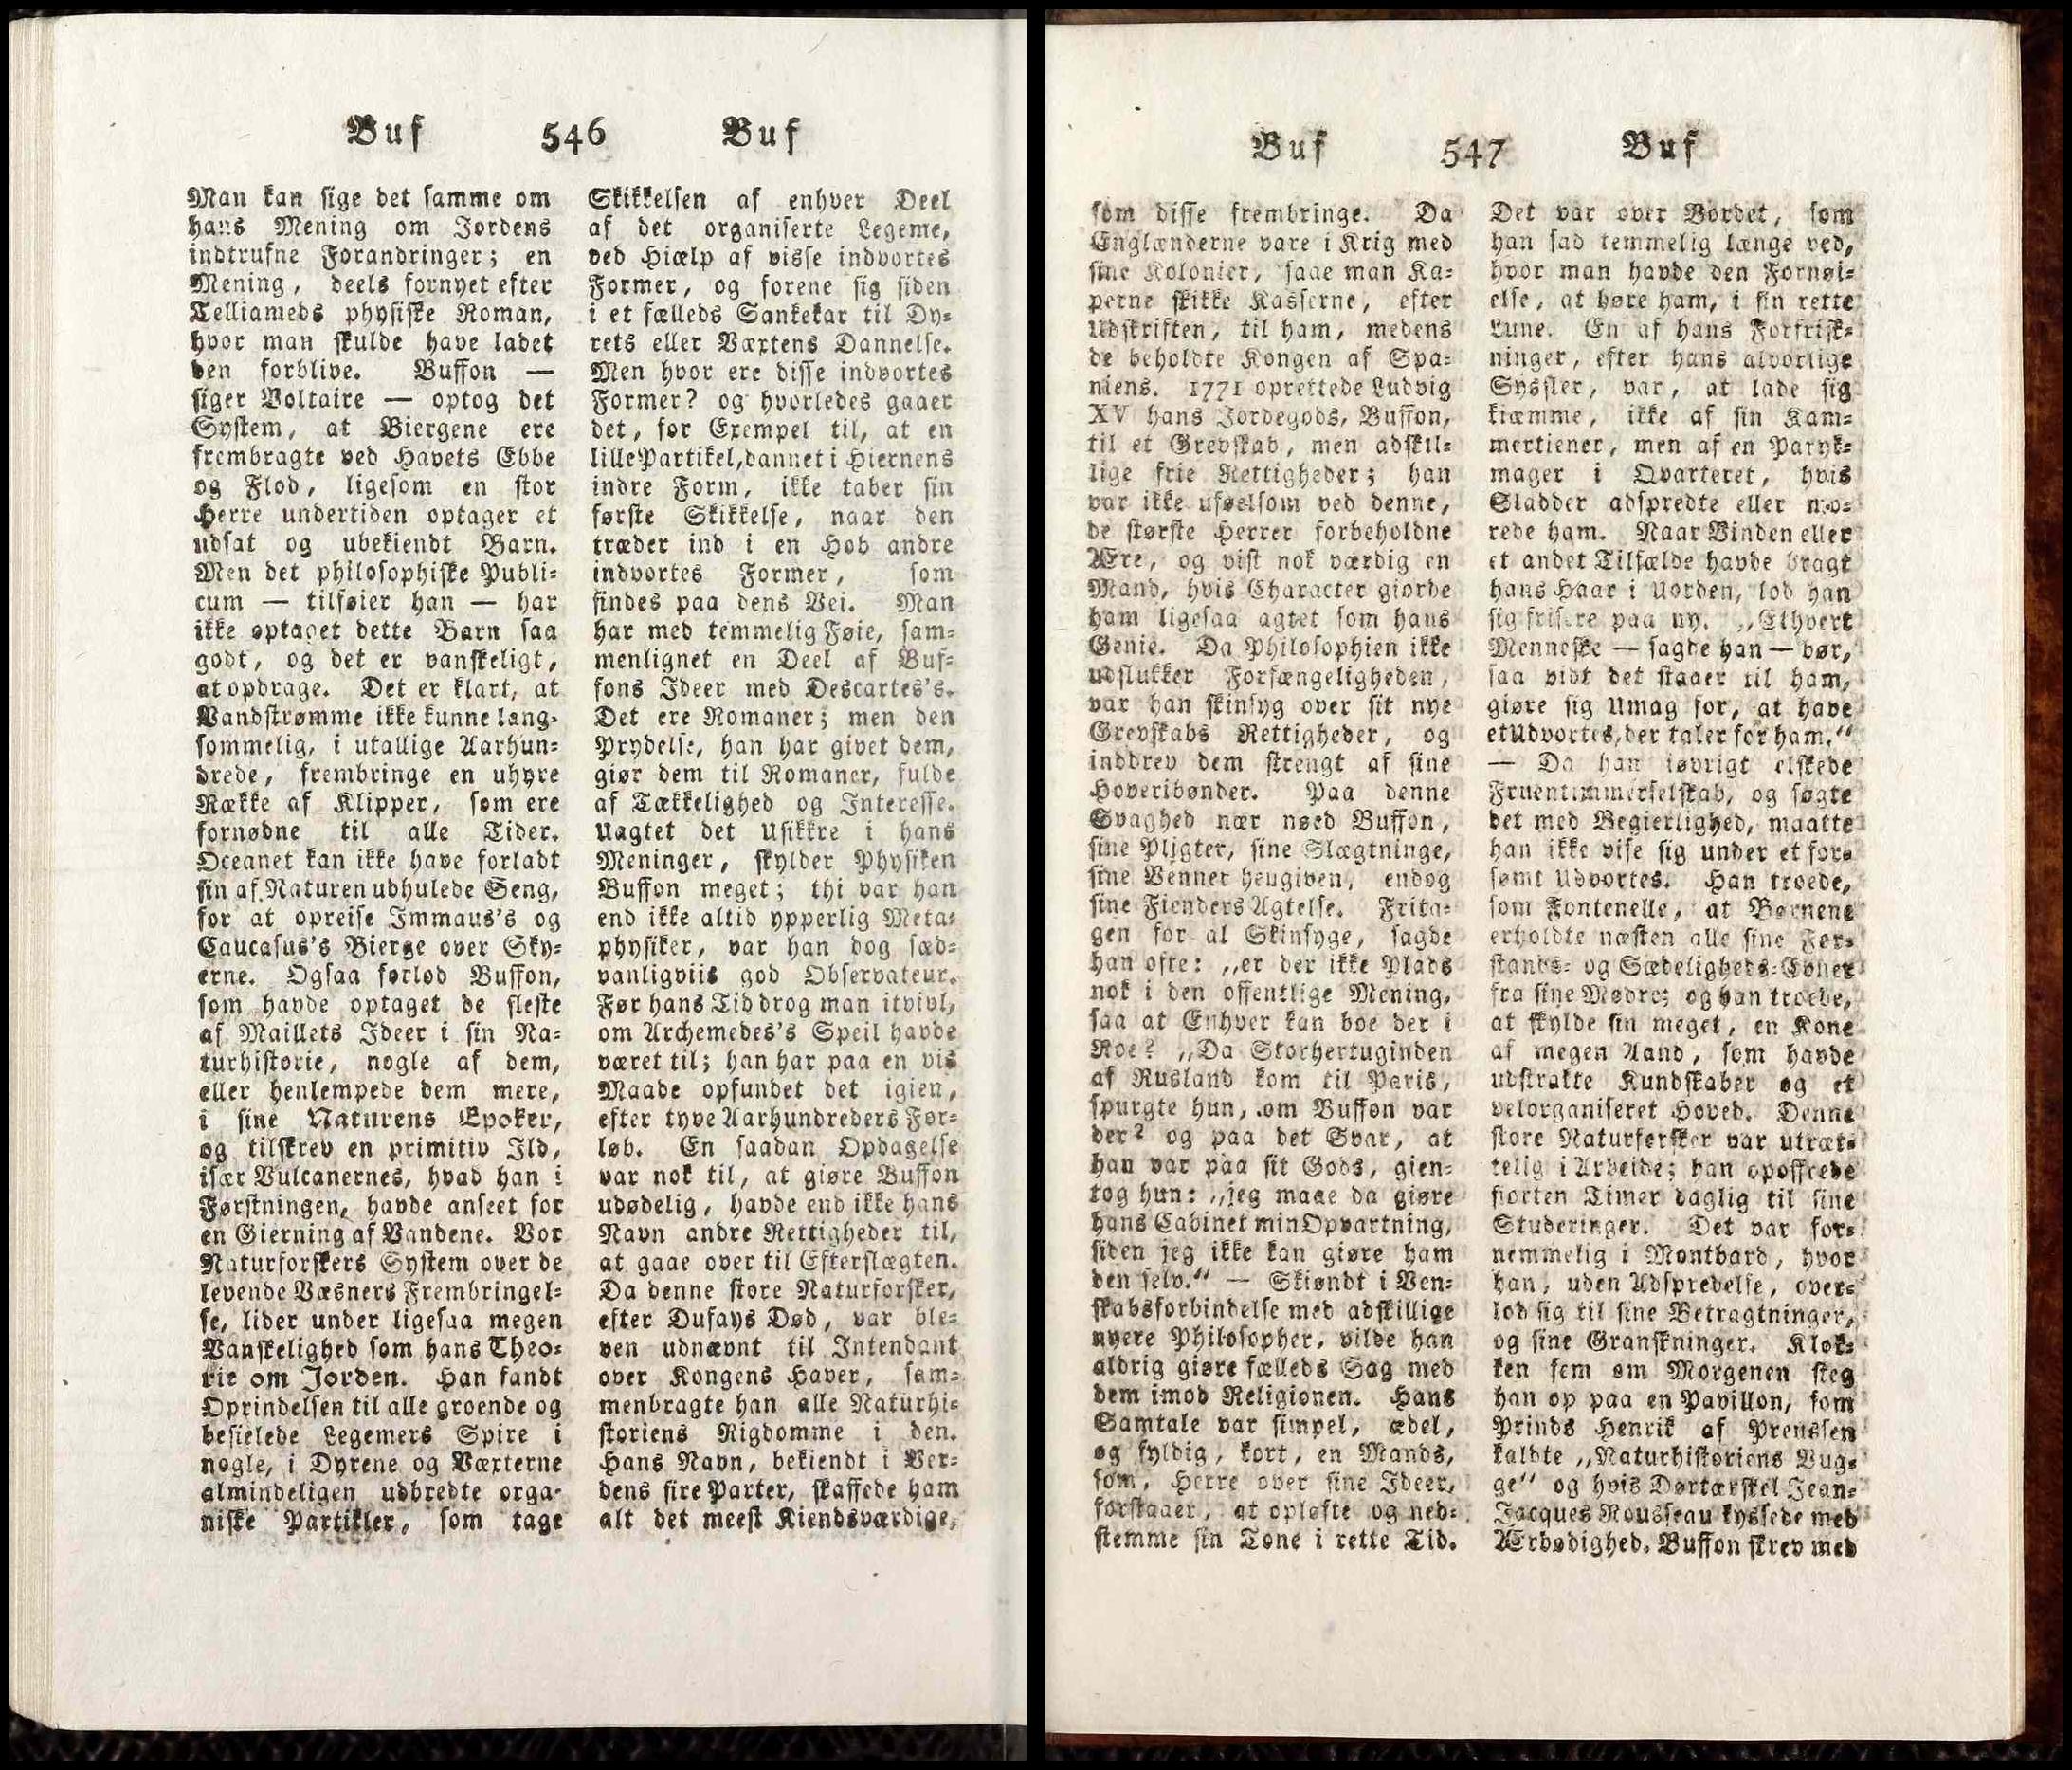 Buf 546 Buf
Man kan sige det samme om
hans Mening om Jordens
indtrufne Forandringer; en
Mening, deels fornyet efter
Telliameds physiske Roman,
hvor man skulde have ladet
den forblive. Buffon —
siger Voltaire — optog det
System, at Biergene ere
frembragte ved Havets Ebbe
og Flod, ligesom en stor
Herre undertiden optager et
udsat og ubekiendt Barn.
Men det philosophiske Publi=
cum — tilføier han — har
ikke optaget dette Barn saa
godt, og det er vanskeligt,
at opdrage. Det er klart, at
Vandstrømme ikke kunne lang=
sommelig, i utallige Aarhun=
drede, frembringe en uhyre
Række af Klipper, som ere
fornødne til alle Tider.
Oceanet kan ikke have forladt
sin af Naturen udhulede Seng,
for at opreise Immaus's og
Caucasus's Bierge over Sky=
erne. Ogsaa førlod Buffon,
som havde optaget de fleste
af Maillets Ideer i sin Na=
turhistorie, nogle af dem,
eller henlempede dem mere,
i sine Naturens Epoker,
og tilskrev en primitiv Ild,
især Vulcanernes, hvad han i
Førstningen, havde anseet for
en Gierning af Vandene. Vor
Naturforskers System over de
levende Væsners Frembringel=
se, lider under ligesaa megen
Vanskelighed som hans Theo=
rie om Jorden. Han fandt
Oprindelsen til alle groende og
besielede Legemers Spire i
nogle, i Dyrene og Væxterne
almindeligen udbredte orga=
niske Partikler, som tage
Skikkelsen af enhver Deel
af det organiserte Legeme,
ved Hiælp af visse indvortes
Former, og forene sig siden
i et fælleds Sankekar til Dy=
rets eller Væxtens Dannelse.
Men hvor ere disse indvortes
Former? og hvorledes gaaer
det, for Exempel til, at en
lille Partikel, dannet i Hiernens
indre Form, ikke taber sin
første Skikkelse, naar den
træder ind i en Hob andre
indvortes Former, som
findes paa dens Vei. Man
har med temmelig Føie, sam=
menlignet en Deel af Buf=
fons Ideer med Descartes's.
Det ere Romaner; men den
Prydelse, han har givet dem,
giør dem til Romaner, fulde
af Tækkelighed og Interesse.
Uagtet det Usikkre i hans
Meninger, skylder Physiken
Buffon meget; thi var han
end ikke altid ypperlig Meta=
physiker, var han dog sæd=
vanligviis god Observateur.
Før hans Tid drog man i tvivl,
om Archemedes's Speil havde
været til; han har paa en vis
Maade opfundet det igien,
efter tyve Aarhundreders For=
løb. En saadan Opdagelse
var nok til, at giøre Buffon
udødelig, havde end ikke hans
Navn andre Rettigheder til,
at gaae over til Efterslægten.
Da denne store Naturforsker,
efter Dufays Død, var ble=
ven udnævnt til Intendant
over Kongens Haver, sam=
menbragte han alle Naturhi=
storiens Rigdomme i den.
Hans Navn, bekiendt i Ver=
dens fire Parter, skaffede ham
alt det meest Kiendsværdige,
Buf 547 Buf
som disse frembringe. Da
Englænderne vare i Krig med
sine Kolonier, saae man Ka=
perne skikke Kasserne, efter
Udskriften, til ham, medens
de beholdte Kongen af Spa=
niens. 1771 oprettede Ludvig
XV hans Jordegods, Buffon,
til et Grevskab, men adskil=
lige frie Rettigheder; han
var ikke uføelsom ved denne,
de største Herrer forbeholdne
Ære, og vist nok værdig en
Mand, hvis Character giorde
ham ligesaa agtet som hans
Genie. Da Philosophien ikke
udslukker Forfængeligheden,
var han skinsyg over sit nye
Grevskabs Rettigheder, og
inddrev dem strengt af sine
Hoveribønder. Paa denne
Svaghed nær nød Buffon,
sine Pligter, sine Slægtninge,
sine Venner hengiven, endog
sine Fienders Agtelse. Frita=
gen for al Skinsyge, sagde
han ofte: „er der ikke Plads
nok i den offentlige Mening,
saa at Enhver kan boe der i
Roe? „Da Storhertuginden
af Rusland kom til Paris,
spurgte hun, om Buffon var
der? og paa det Svar, at
han var paa sit Gods, gien=
tog hun: „jeg maae da giøre
hans Cabinet min Opvartning,
siden jeg ikke kan giøre ham
den selv.“ — Skiøndt i Ven=
skabsforbindelse med adskillige
nyere Philosopher, vilde han
aldrig giøre fælleds Sag med
dem imod Religionen. Hans
Samtale var simpel, ædel,
og fyldig, kort, en Mands,
som, Herre over sine Ideer,
forstaaer, at opløfte og ned=
stemme sin Tone i rette Tid.
Det var over Bordet, som
han sad temmelig længe ved,
hvor man havde den Fornøi=
else, at høre ham, i sin rette
Lune. En af hans Forfrisk=
ninger, efter hans alvorlige
Sysler, var, at lade sig
kiæmme, ikke af sin Kam=
mertiener, men af en Paryk=
mager i Qvarteret, hvis
Sladder adspredte eller mo=
rede ham. Naar Vinden eller
et andet Tilfælde havde bragt
hans Haar i Uorden, lod han
sig frisere paa ny. „Ethvert
Menneske — sagde han — bør,
saa vidt det staaer til ham,
giøre sig Umag for, at have
et Udvortes, der taler for ham.“
— Da han iøvrigt elskede
Fruentimmerselskab, og søgte
det med Begierlighed, maatte
han ikke vise sig under et for=
sømt Udvortes. Han troede,
som Fontenelle, at Børnene
erholdte næsten alle sine For=
stands= og Sædeligheds=Evner
fra sine Mødre; og han troede,
at skylde sin meget, en Kone
af megen Aand, som havde
udstrakte Kundskaber og et
velorganiseret Hoved. Denne
store Naturforsker var utræt=
telig i Arbeide; han opoffrede
fiorten Timer daglig til sine
Studeringer. Det var for=
nemmelig i Montbard, hvor
han, uden Adspredelse, over=
lod sig til sine Betragtninger,
og sine Granskninger. Klok=
ken fem om Morgenen steg
han op paa en Pavillon, som
Prinds Henrik af Preussen
kaldte „Naturhistoriens Vug=
ge“ og hvis Dørtærskel Jean=
Jacques Rousseau kyssede med
Ærbødighed. Buffon skrev med